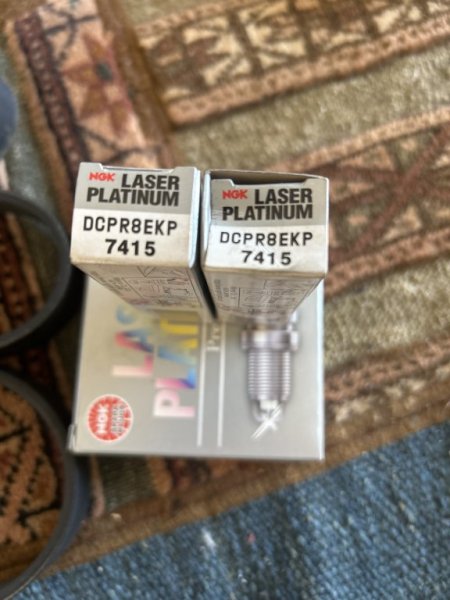 NGK LASER
PLATINUM
DCPR8EKP
7415
NGK LASER
PLATINUM
DCPR8EKP
7415
NGK